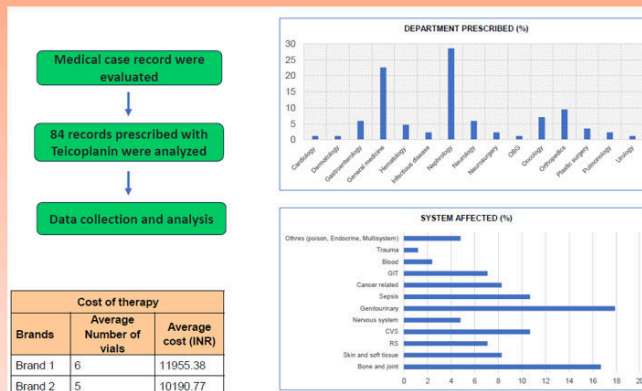 Medical case record were
evaluated
84 records prescribed with
Teicoplanin were analyzed
Data collection and analysis
Cost of therapy
Brands
Average
Number of
vials
Average
cost (INR)
Brand 1 6 11955.38
Brand 2 5 10190.77
DEPARTMENT PRESCRIBED (%)
30
25
20
15
10
5
0
Cardiology
Dermatology
Gastroenterology
General medicine
Hematology
Infectious disease
Nephrology
Neurology
Neurosurgery
OBG
Oncology
Orthopedics
Plastic surgery
Pulmonology
Urology
SYSTEM AFFECTED (%)
Othres (poison, Endocrine, Multisystem)
Trauma
Blood
GIT
Cancer related
Sepsis
Genitourinary
Nervous system
CVS
RS
Skin and soft tissue
Bone and joint
0 2 4 6 8 10 12 14 16 18 20